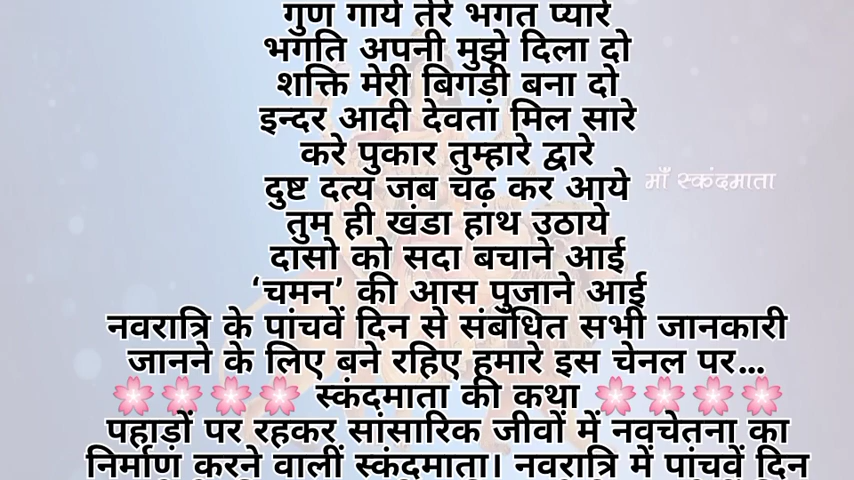 गुण गाये तेरे भगत प्यारे
भगति अपनी मुझे दिला दो
शक्ति मेरी बिगड़ी बना दो
इन्दर आदी देवता मिल सारे
करे पुकार तुम्हारे द्वारे
दुष्ट दत्य जब चढ़ कर आये
माँ स्कंदमाता
तुम ही खंडा हाथ उठाये
दासो को सदा बचाने आई
‘चमन’ की आस पुजाने आई
नवरात्रि के पांचवें दिन से संबंधित सभी जानकारी
जानने के लिए बने रहिए हमारे इस चेनल पर...
🌸🌸🌸🌸 स्कंदमाता की कथा 🌸🌸🌸🌸
पहाड़ों पर रहकर सांसारिक जीवों में नवचेतना का
निर्माण करने वालीं स्कंदमाता। नवरात्रि में पांचवें दिन